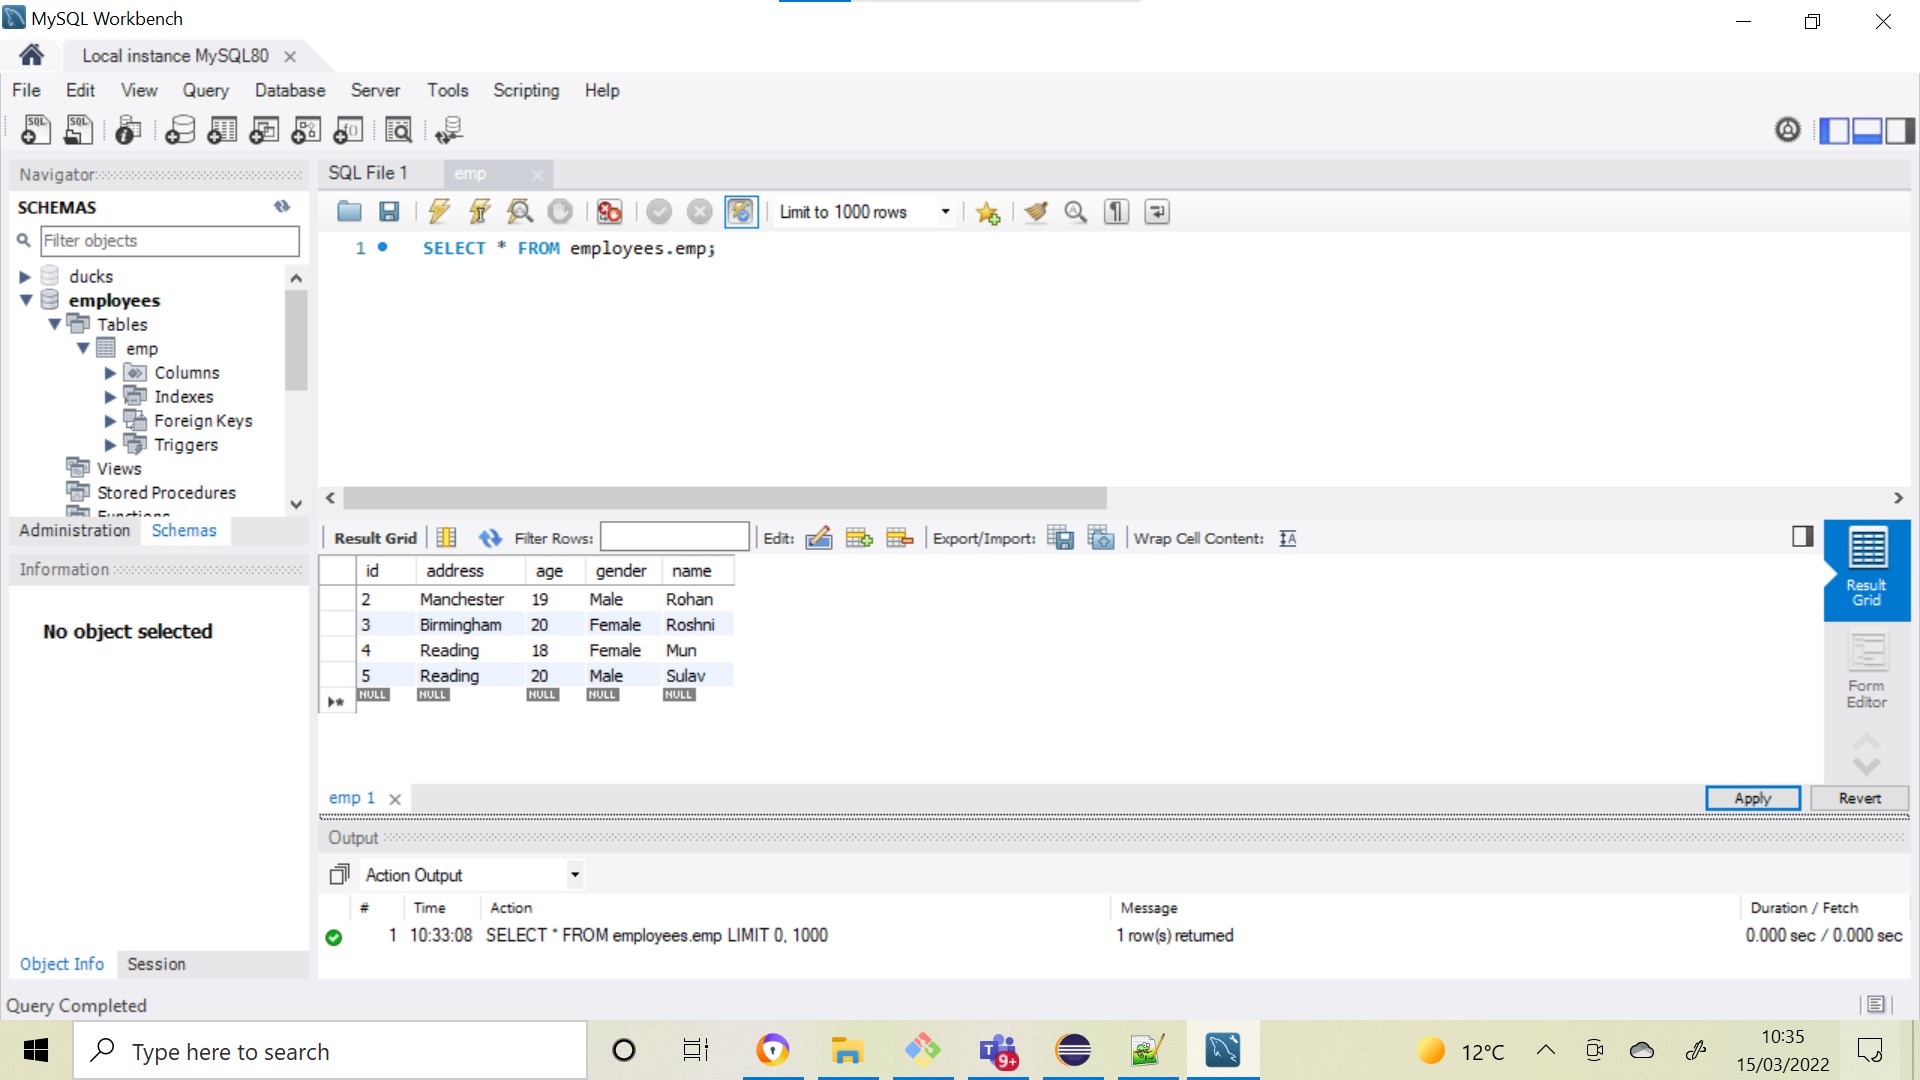 MySQL Workbench
Local instance MySQL80
File Edit View Query Database Server Tools Scripting Help
Navigator
SCHEMAS
Filter objects
ducks
employees
Tables
emp
Columns
Indexes
Foreign Keys
Triggers
Views
Stored Procedures
Functions
Administration Schemas
Information
No object selected
Object Info Session
Query Completed
SQL File 1 emp
Limit to 1000 rows
1 SELECT * FROM employees.emp;
Result Grid Filter Rows: Edit: Export/Import: Wrap Cell Content:
id address age gender name
2 Manchester 19 Male Rohan
3 Birmingham 20 Female Roshni
4 Reading 18 Female Mun
5 Reading 20 Male Sulav
NULL NULL NULL NULL NULL
Result
Grid
Form
Editor
emp 1
Apply Revert
Output
Action Output
# Time Action Message Duration / Fetch
1 10:33:08 SELECT * FROM employees.emp LIMIT 0, 1000 1 row(s) returned 0.000 sec / 0.000 sec
Type here to search
9+
12°C
10:35
15/03/2022